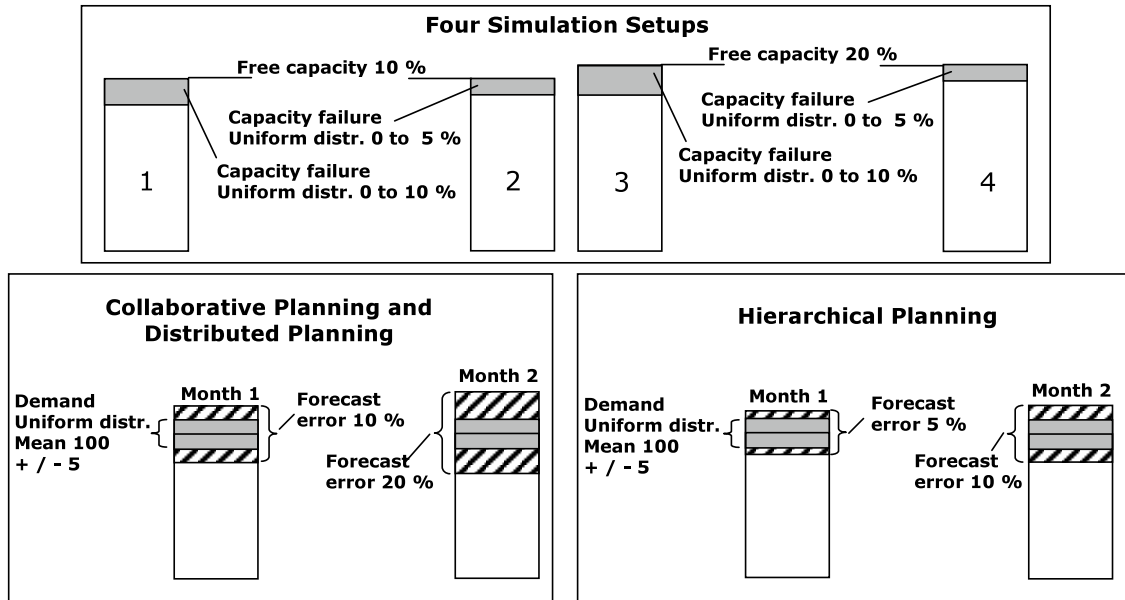 Four Simulation Setups
Free capacity 10 %
Capacity failure
Uniform distr. 0 to  5 %
Capacity failure
Uniform distr. 0 to 10 %
1
2
Free capacity 20 %
Capacity failure
Uniform distr. 0 to  5 %
Capacity failure
Uniform distr. 0 to 10 %
3
4
Collaborative Planning and
Distributed Planning
Month 1
Month 2
Demand
Uniform distr.
Mean 100
+ / - 5
Forecast
error 10 %
Forecast
error 20 %
Hierarchical Planning
Month 1
Month 2
Demand
Uniform distr.
Mean 100
+ / - 5
Forecast
error 5 %
Forecast
error 10 %